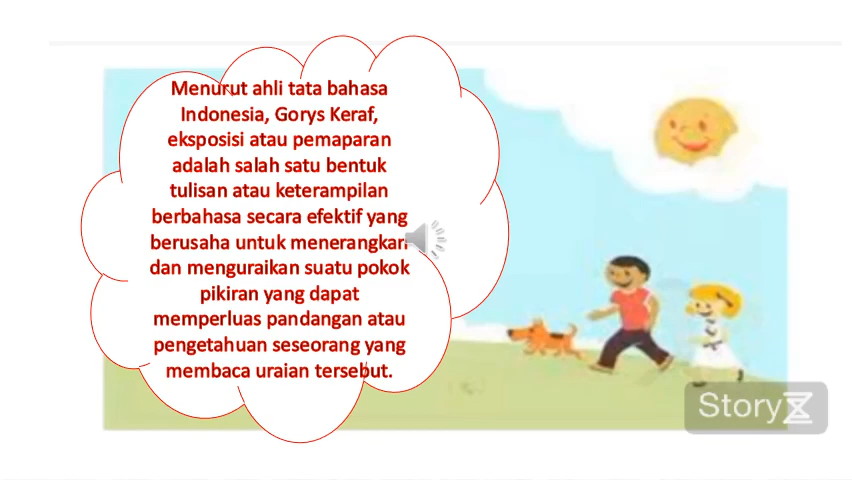 Menurut ahli tata bahasa
Indonesia, Gorys Keraf,
eksposisi atau pemaparan
adalah salah satu bentuk
tulisan atau keterampilan
berbahasa secara efektif yang
berusaha untuk menerangkan
dan menguraikan suatu pokok
pikiran yang dapat
memperluas pandangan atau
pengetahuan seseorang yang
membaca uraian tersebut.
Story